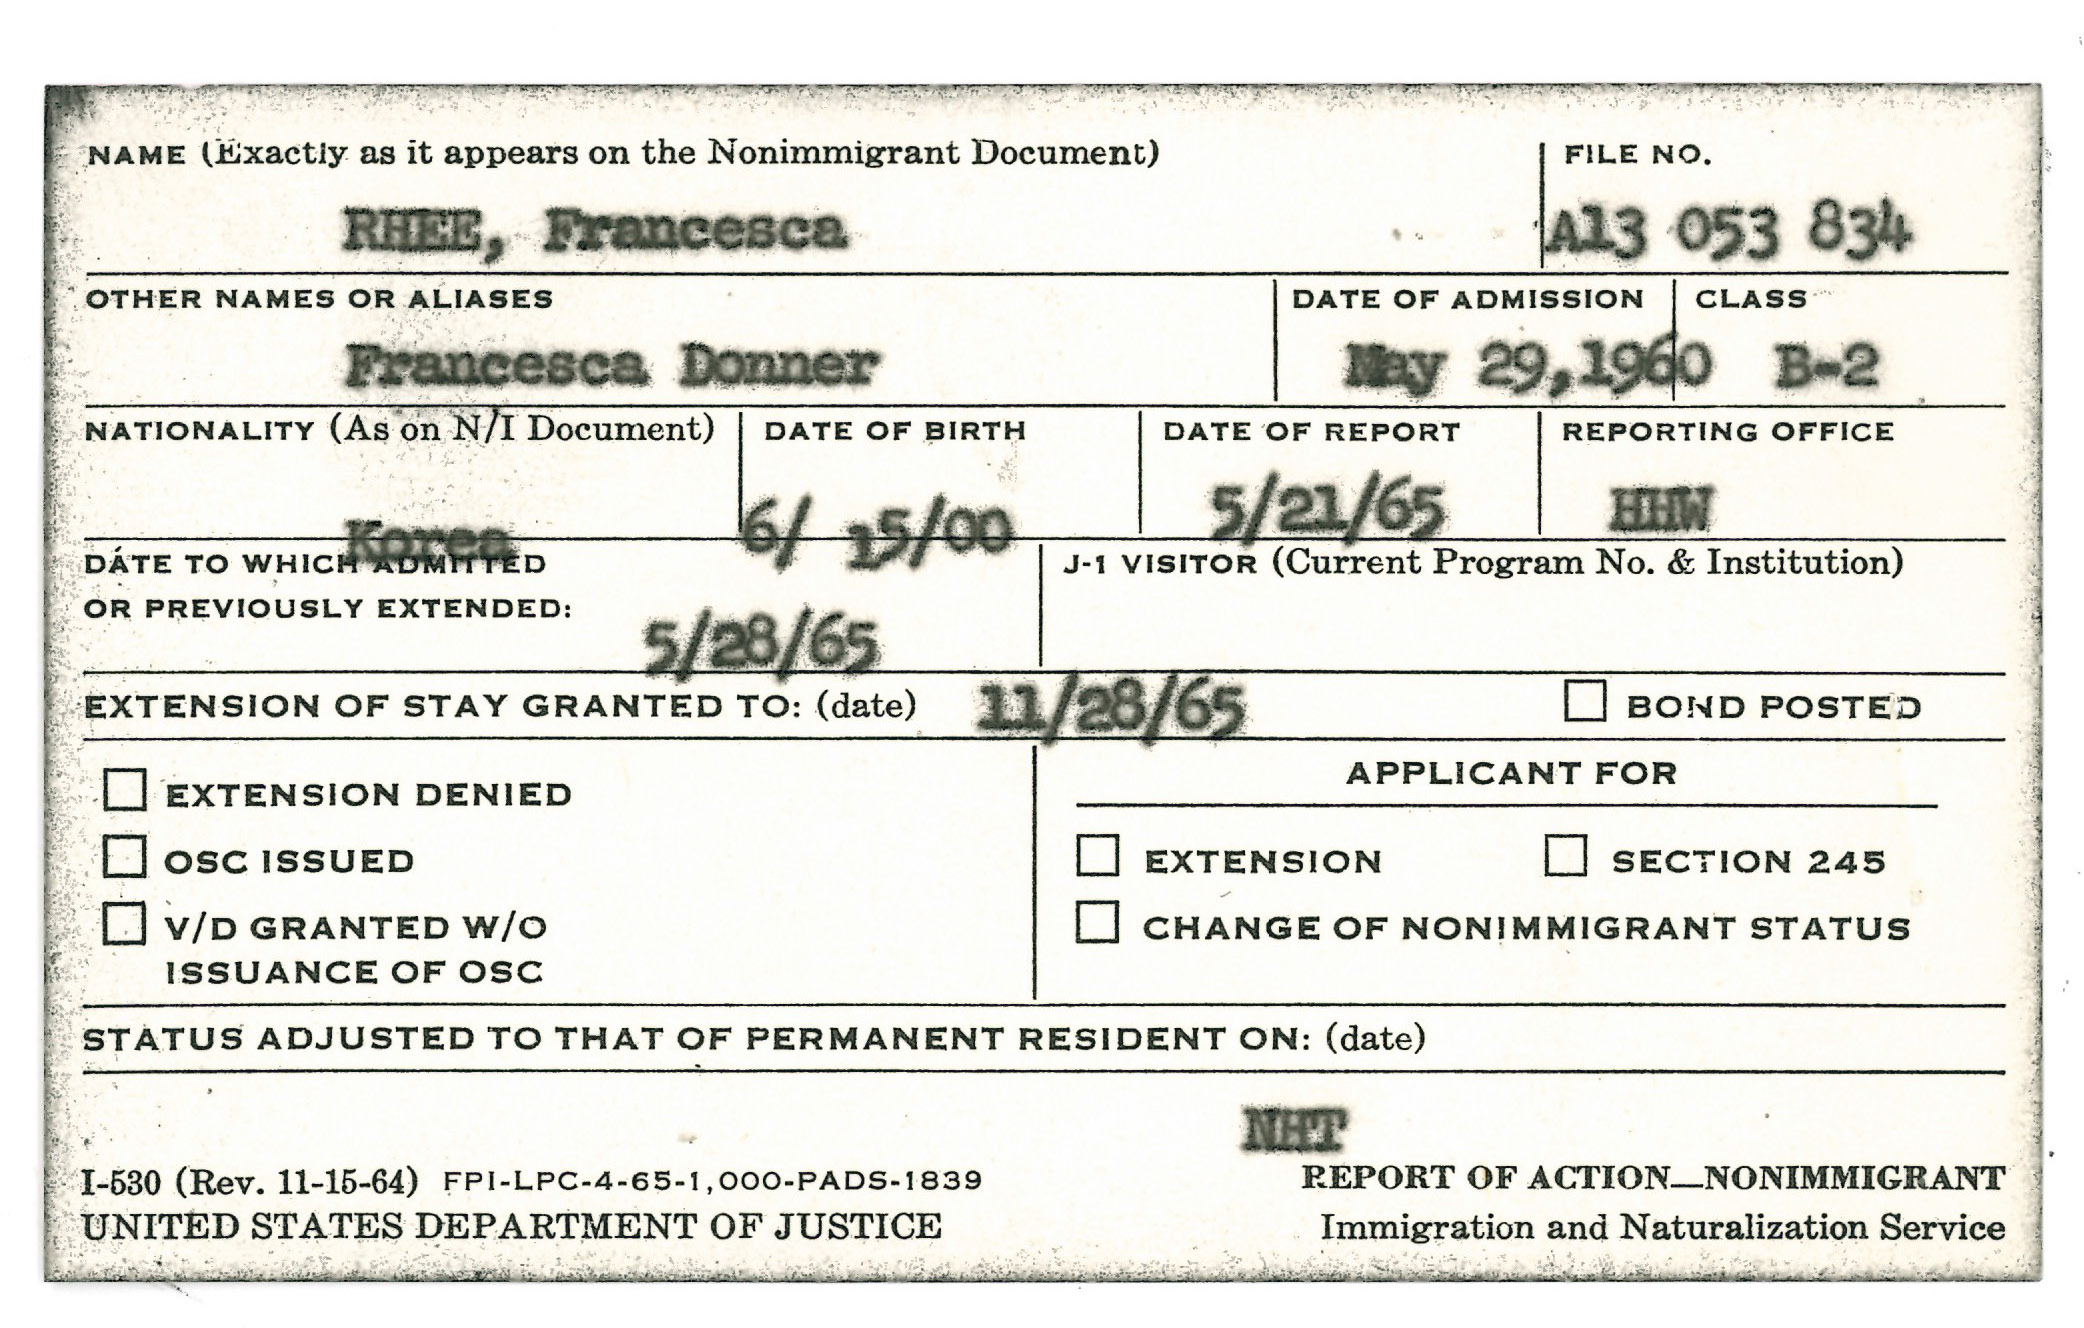 NAME (Exactly as it appears on the Nonimmigrant Document) FILE NO.
RHEE, Francesca A13 053 834
OTHER NAMES OR ALIASES DATE OF ADMISSION CLASS
Francesca Donner May 29,1960 B-2
NATIONALITY (As on N/I Document) DATE OF BIRTH DATE OF REPORT REPORTING OFFICE
Korea 6/ 15/00 5/21/65 HHW
DATE TO WHICH ADMITTED J-1 VISITOR (Current Program No. & Institution)
OR PREVIOUSLY EXTENDED:
5/28/65
EXTENSION OF STAY GRANTED TO: (date) 11/28/65 BOND POSTED
APPLICANT FOR
EXTENSION DENIED
OSC ISSUED EXTENSION SECTION 245
V/D GRANTED W/O CHANGE OF NONIMMIGRANT STATUS
ISSUANCE OF OSC
STATUS ADJUSTED TO THAT OF PERMANENT RESIDENT ON: (date)
NHT
I-530 (Rev. 11-15-64) FPI-LPC-4-65-1,000-PADS-1839 REPORT OF ACTION—NONIMMIGRANT
UNITED STATES DEPARTMENT OF JUSTICE Immigration and Naturalization Service